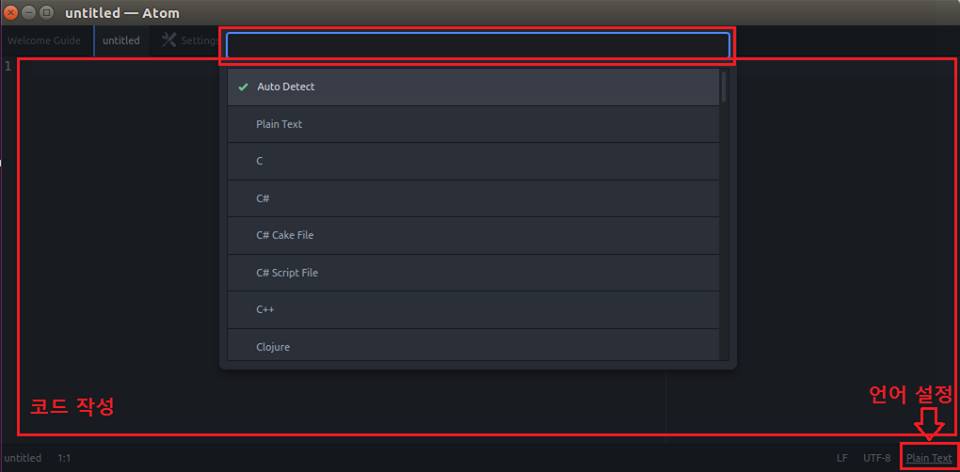 untitled — Atom
Welcome Guide
untitled
Settings
1
Auto Detect
Plain Text
C
C#
C# Cake File
C# Script File
C++
Clojure
코드 작성
언어 설정
untitled 1:1
LF UTF-8 Plain Text